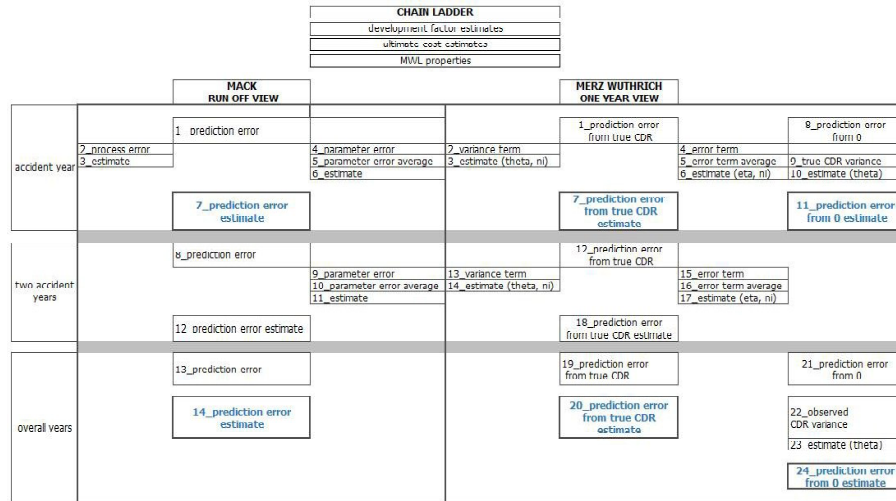 CHAIN LADDER
development factor estimates
ultimate cost estimates
MWL properties
MACK
RUN OFF VIEW
MERZ WUTHRICH
ONE YEAR VIEW
accident year
1_prediction error
1_prediction error
from true CDR
8_prediction error
from 0
2_process error
3_estimate
4_parameter error
5_parameter error average
6_estimate
2_variance term
3_estimate (theta, ni)
4_error term
5_error term average
6_estimate (eta, ni)
9_true CDR variance
10_estimate (theta)
7_prediction error
estimate
7_prediction error
from true CDR
estimate
11_prediction error
from 0 estimate
two accident
years
8_prediction error
12_prediction error
from true CDR
9_parameter error
10_parameter error average
11_estimate
13_variance term
14_estimate (theta, ni)
15_error term
16_error term average
17_estimate (eta, ni)
12_prediction error estimate
18_prediction error
from true CDR estimate
overall years
13_prediction error
19_prediction error
from true CDR
21_prediction error
from 0
14_prediction error
estimate
20_prediction error
from true CDR
estimate
22_observed
CDR variance
23_estimate (theta)
24_prediction error
from 0 estimate